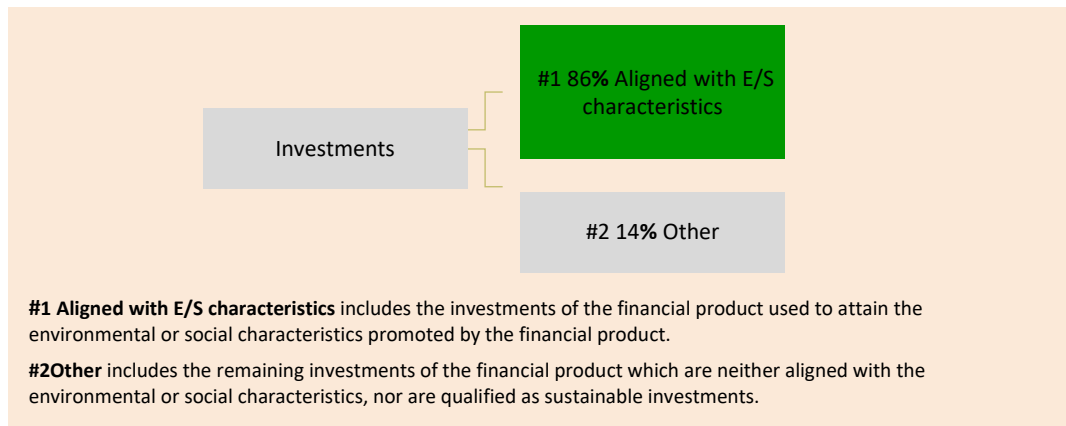 #1 86% Aligned with E/S
characteristics
Investments
#2 14% Other
#1 Aligned with E/S characteristics includes the investments of the financial product used to attain the
environmental or social characteristics promoted by the financial product.
#2Other includes the remaining investments of the financial product which are neither aligned with the
environmental or social characteristics, nor are qualified as sustainable investments.